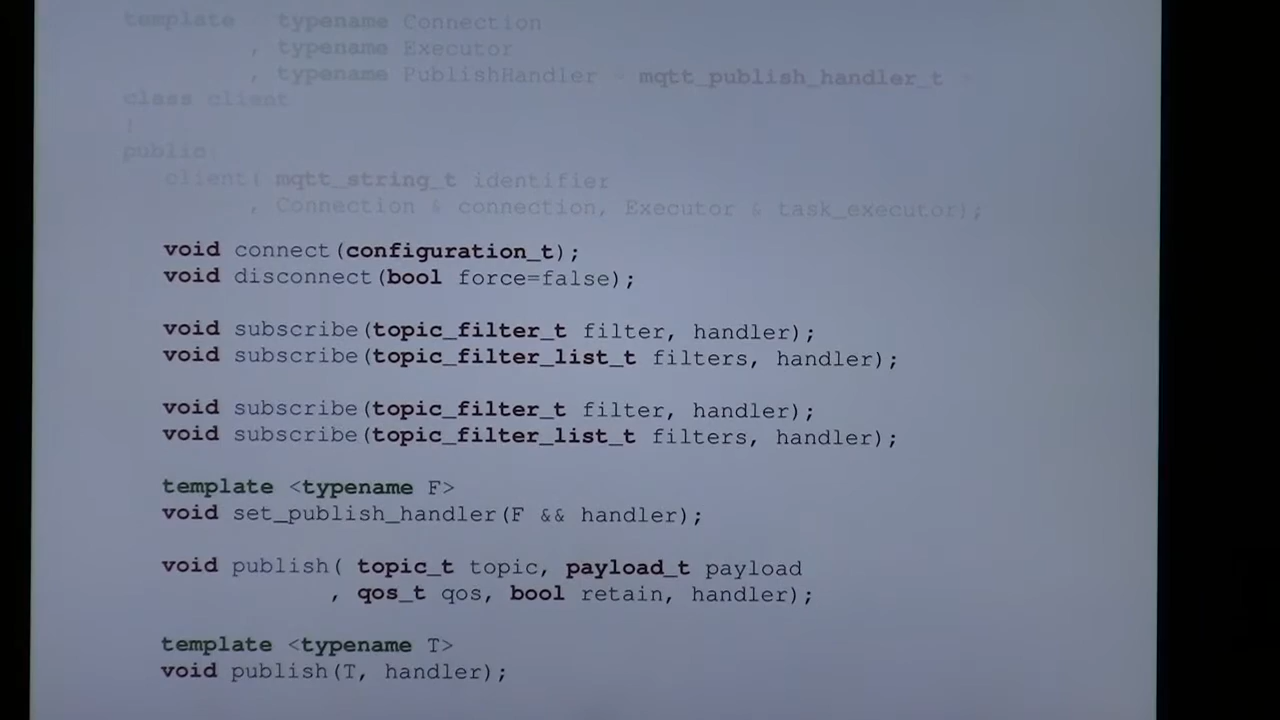 template typename Connection
, typename Executor
, typename PublishHandler = mqtt_publish_handler_t >
class client
{
public:
client( mqtt_string_t identifier
, Connection & connection, Executor & task_executor);
void connect(configuration_t);
void disconnect(bool force=false);
void subscribe(topic_filter_t filter, handler);
void subscribe(topic_filter_list_t filters, handler);
void subscribe(topic_filter_t filter, handler);
void subscribe(topic_filter_list_t filters, handler);
template <typename F>
void set_publish_handler(F && handler);
void publish( topic_t topic, payload_t payload
, qos_t qos, bool retain, handler);
template <typename T>
void publish(T, handler);